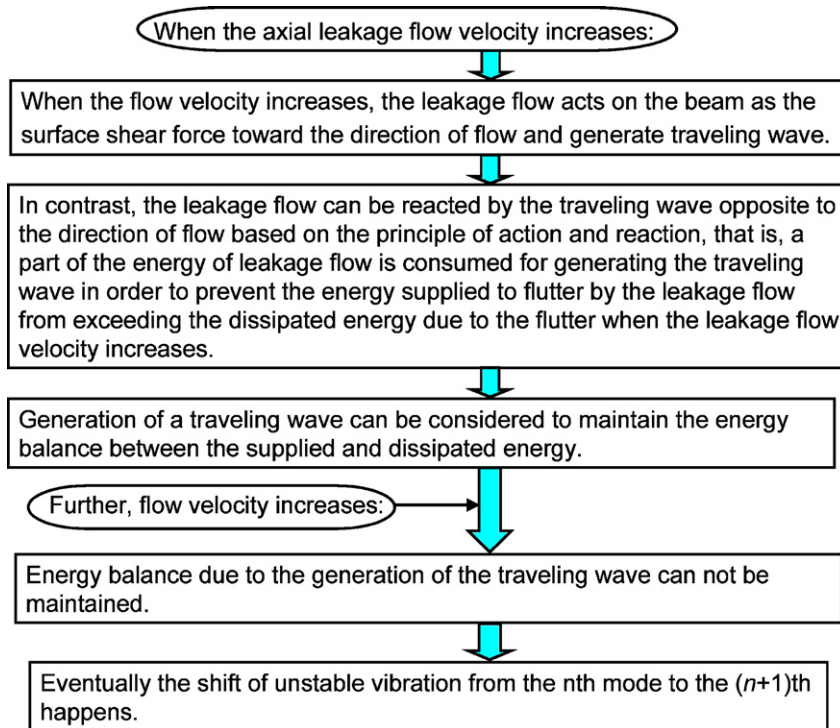 When the axial leakage flow velocity increases:
When the flow velocity increases, the leakage flow acts on the beam as the
surface shear force toward the direction of flow and generate traveling wave.
In contrast, the leakage flow can be reacted by the traveling wave opposite to
the direction of flow based on the principle of action and reaction, that is, a
part of the energy of leakage flow is consumed for generating the traveling
wave in order to prevent the energy supplied to flutter by the leakage flow
from exceeding the dissipated energy due to the flutter when the leakage flow
velocity increases.
Generation of a traveling wave can be considered to maintain the energy
balance between the supplied and dissipated energy.
Further, flow velocity increases:
Energy balance due to the generation of the traveling wave can not be
maintained.
Eventually the shift of unstable vibration from the nth mode to the (n+1)th
happens.